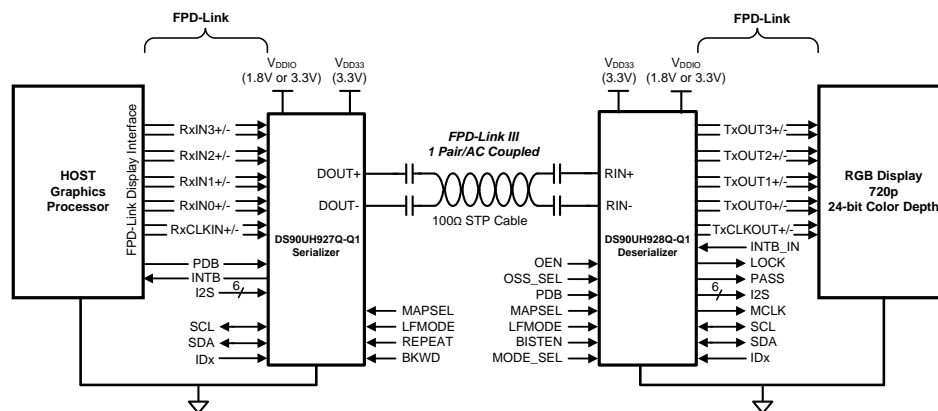 FPD-Link
FPD-Link
VDDIO
(1.8V or 3.3V)
VDD33
(3.3V)
VDD33
(3.3V)
VDDIO
(1.8V or 3.3V)
HOST
Graphics
Processor
FPD-Link Display Interface
RxIN3+/-
RxIN2+/-
RxIN1+/-
RxIN0+/-
RxCLKIN+/-
PDB
INTB
I2S
6
SCL
SDA
IDx
DOUT+
DOUT-
DS90UH927Q-Q1
Serializer
MAPSEL
LFMODE
REPEAT
BKWD
FPD-Link III
1 Pair/AC Coupled
100Ω STP Cable
RIN+
RIN-
DS90UH928Q-Q1
Deserializer
OEN
OSS_SEL
PDB
MAPSEL
LFMODE
BISTEN
MODE_SEL
TxOUT3+/-
TxOUT2+/-
TxOUT1+/-
TxOUT0+/-
TxCLKOUT+/-
INTB_IN
LOCK
PASS
6
I2S
MCLK
SCL
SDA
IDx
RGB Display
720p
24-bit Color Depth